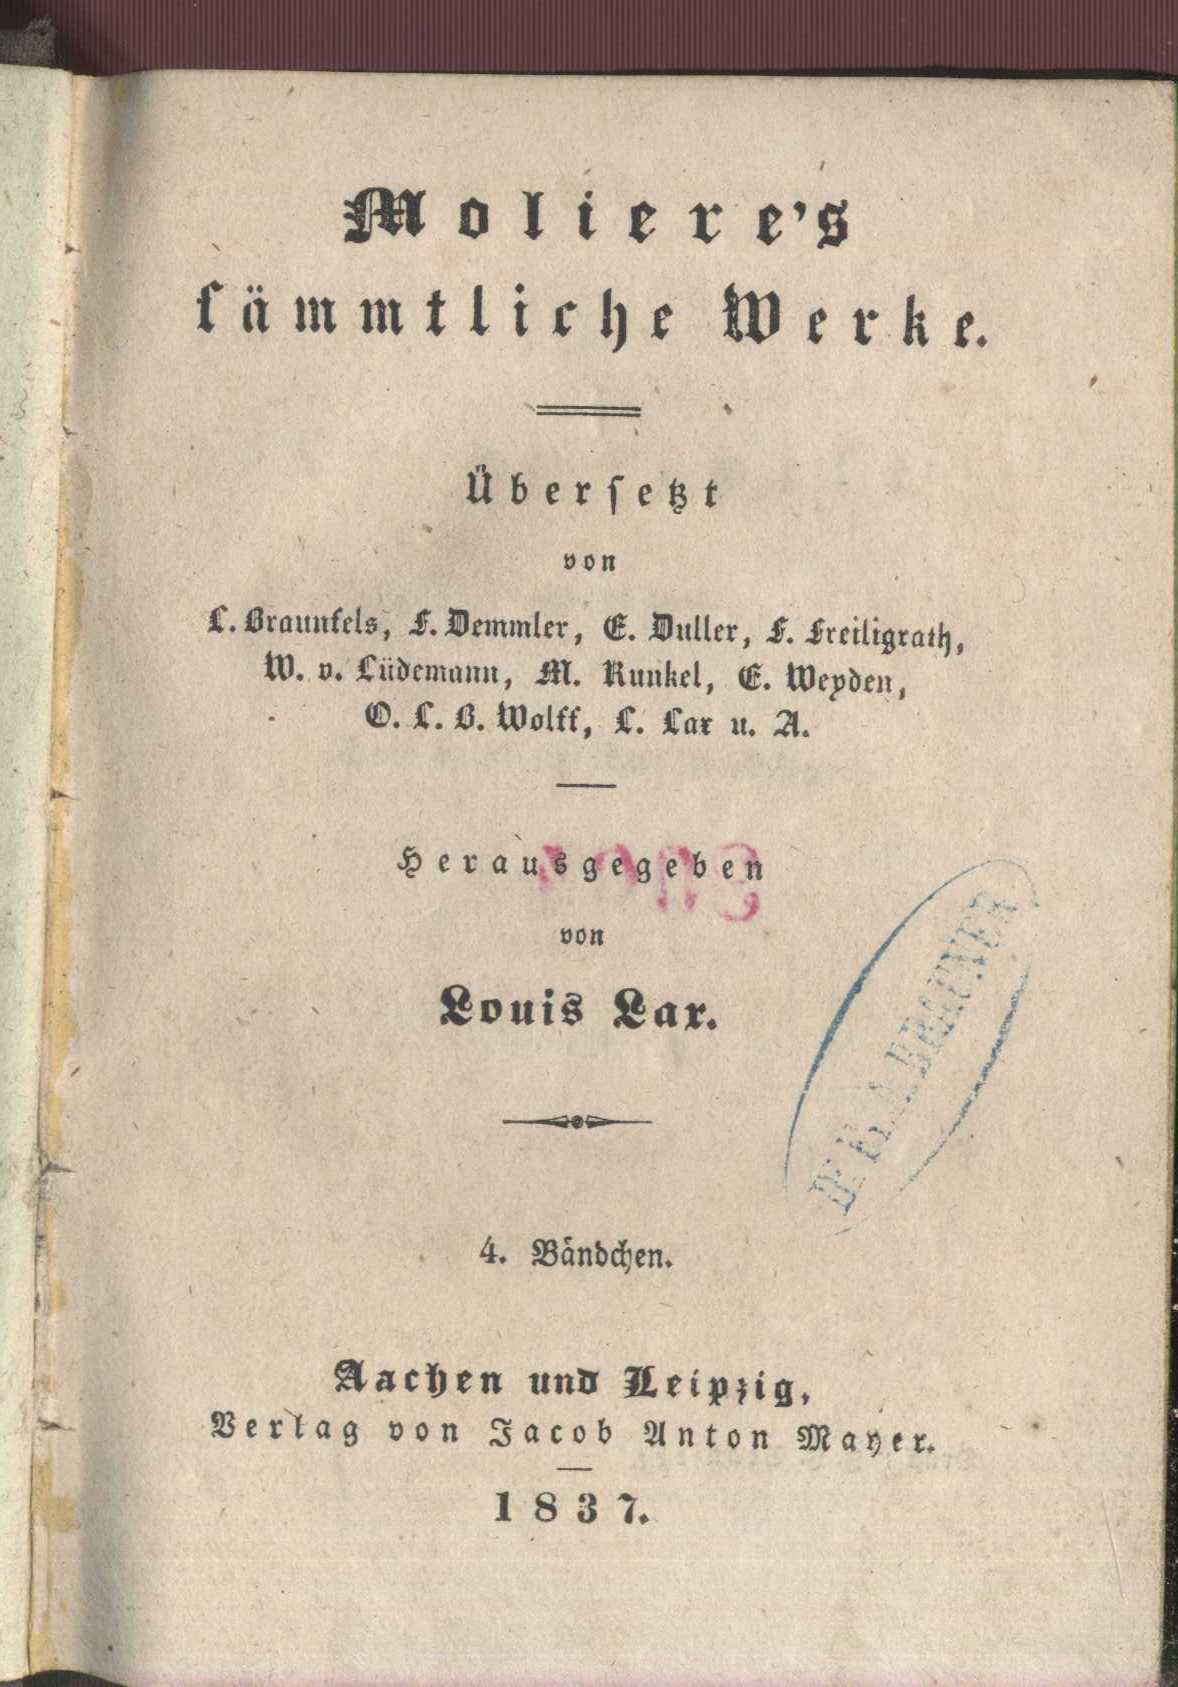 Moliere's
sämmtliche Werke.
Übersetzt
von
L. Braunfels, F. Demmler, E. Duller, F. Freiligrath,
W. v. Lüdemann, M. Runkel, E. Weyden,
O. L. B. Wolff, L. Lax u. A.
Herausgegeben
von
Louis Lax.
4. Bändchen.
Aachen und Leipzig,
Verlag von Jacob Anton Mayer.
1837.